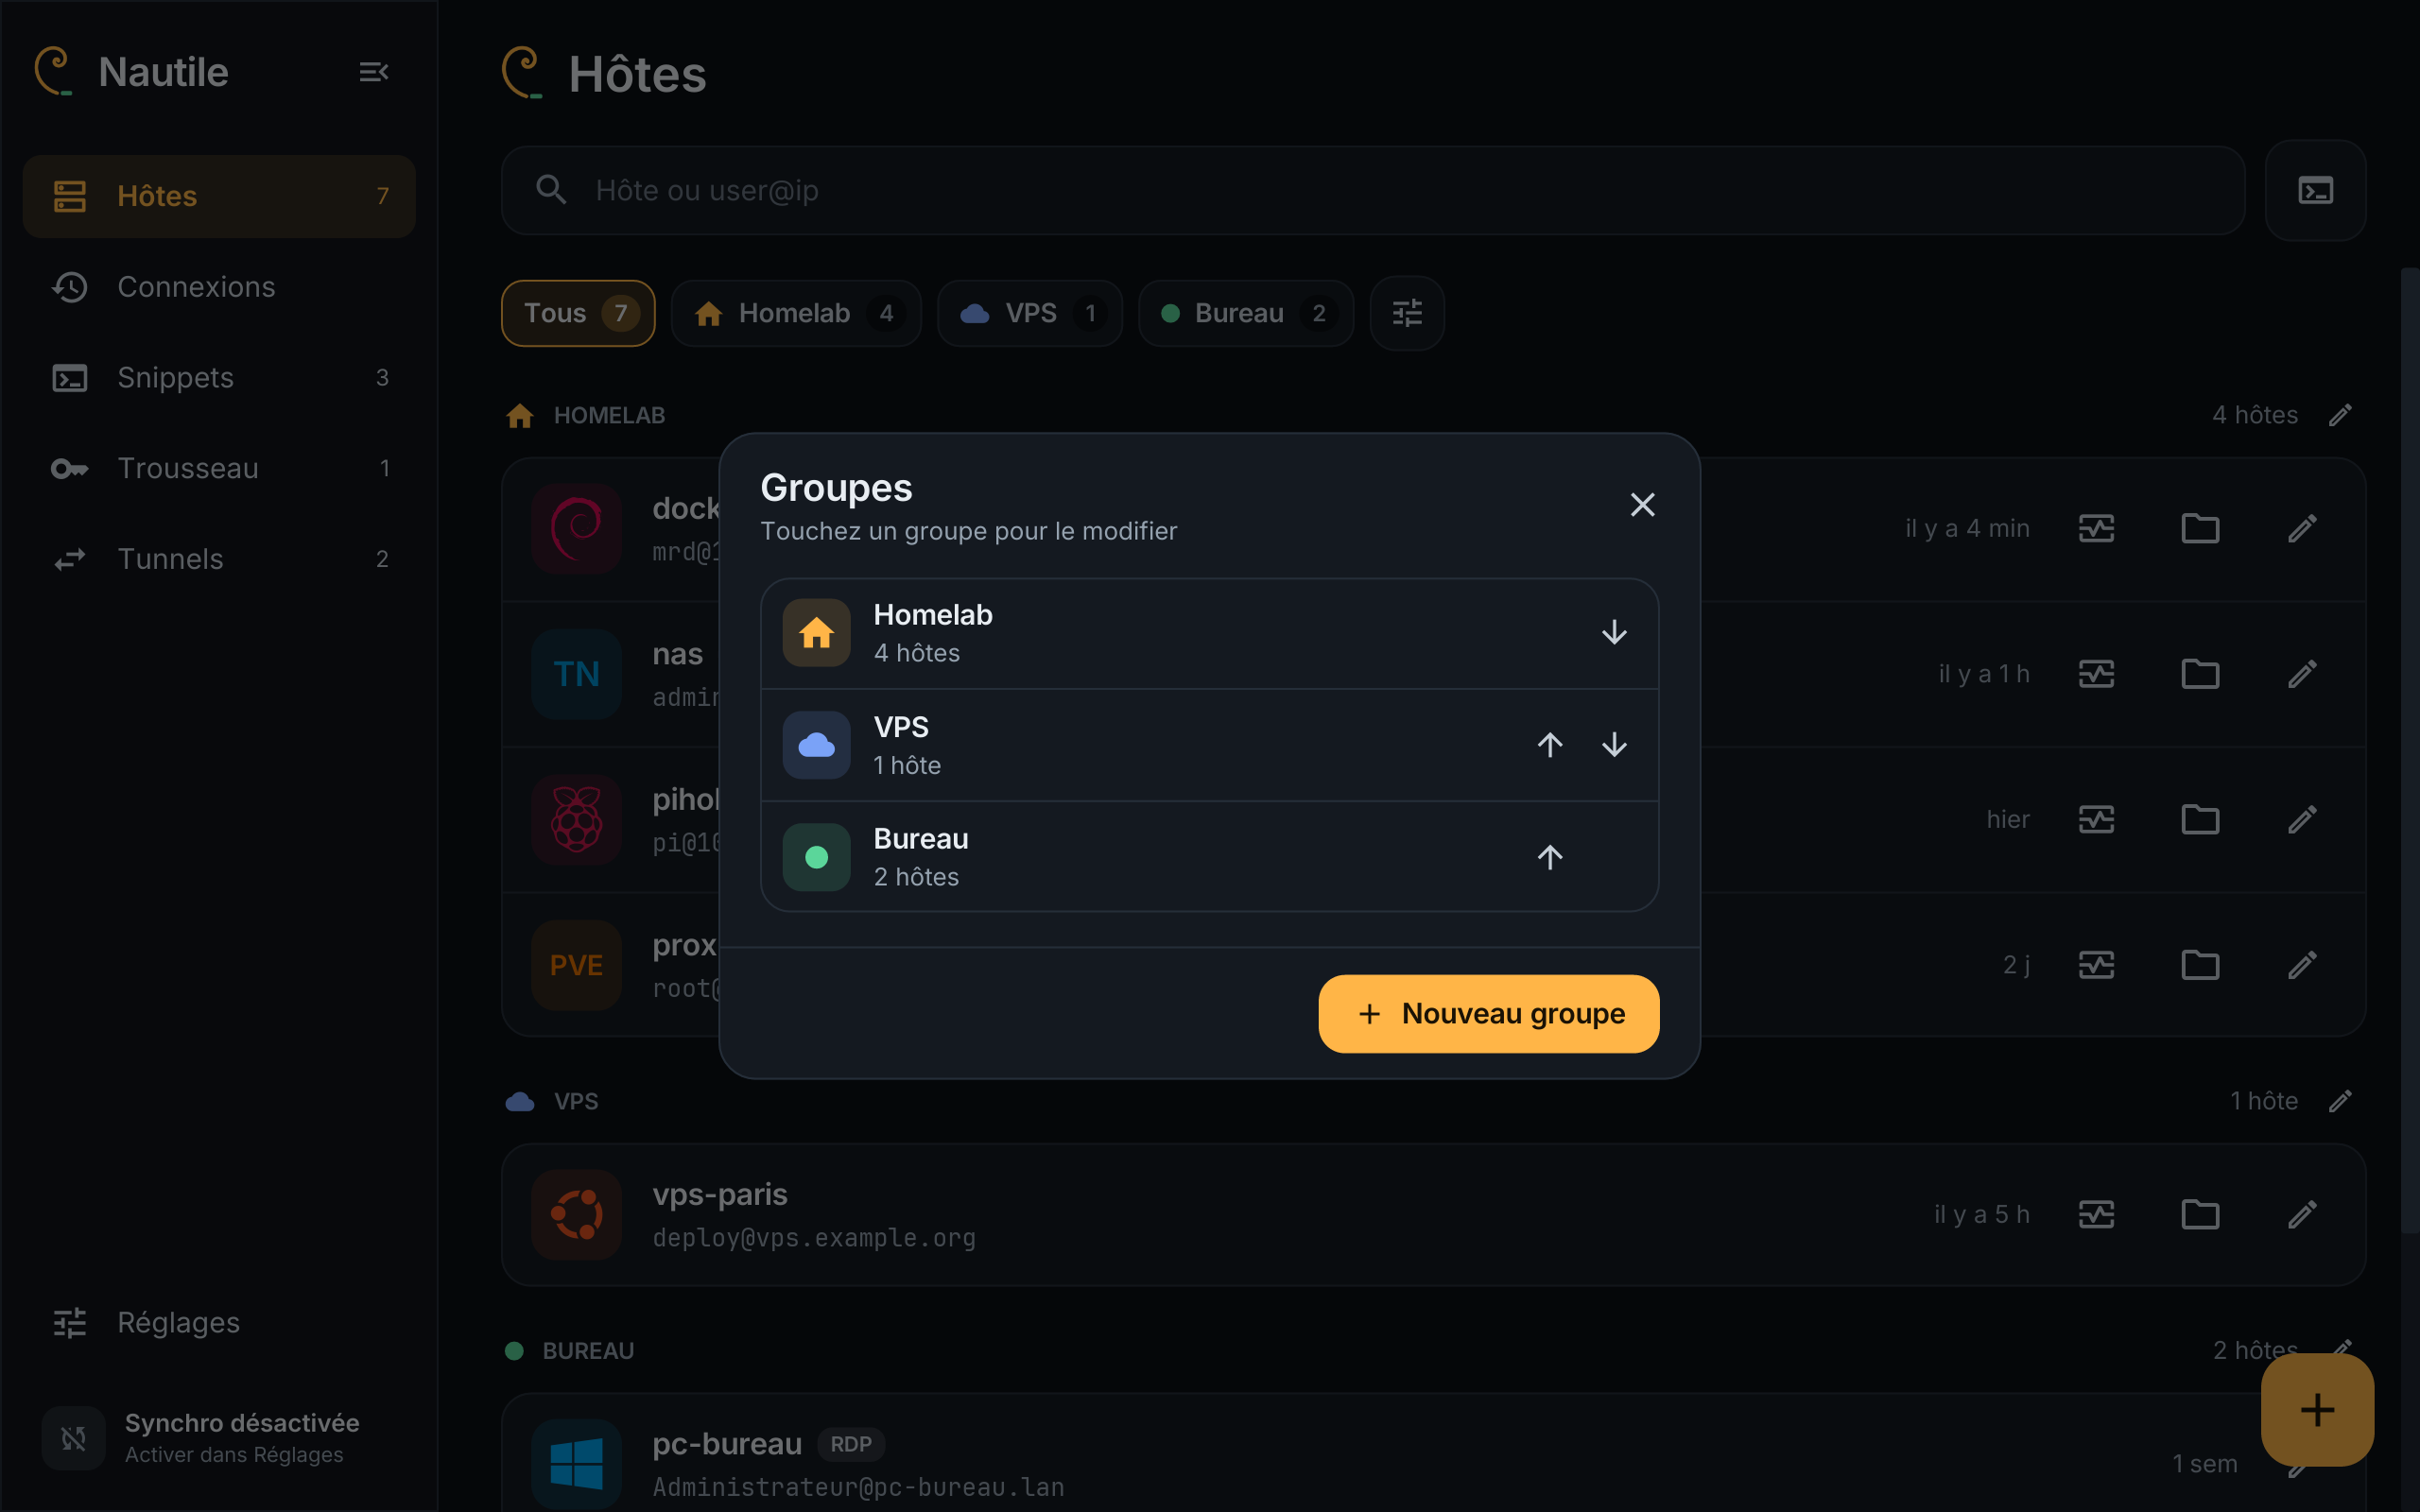 Nautile
Hôtes 7
Connexions
Snippets 3
Trousseau 1
Tunnels 2
Réglages
Synchro désactivée
Activer dans Réglages
Hôtes
Hôte ou user@ip
Tous 7 Homelab 4 VPS 1 Bureau 2
HOMELAB 4 hôtes
il y a 4 min
TN nas il y a 1 h
hier
PVE 2 j
Groupes
Touchez un groupe pour le modifier
Homelab
4 hôtes
VPS
1 hôte
Bureau
2 hôtes
Nouveau groupe
VPS 1 hôte
vps-paris
deploy@vps.example.org
il y a 5 h
BUREAU 2 hôtes
pc-bureau RDP
Administrateur@pc-bureau.lan
1 sem